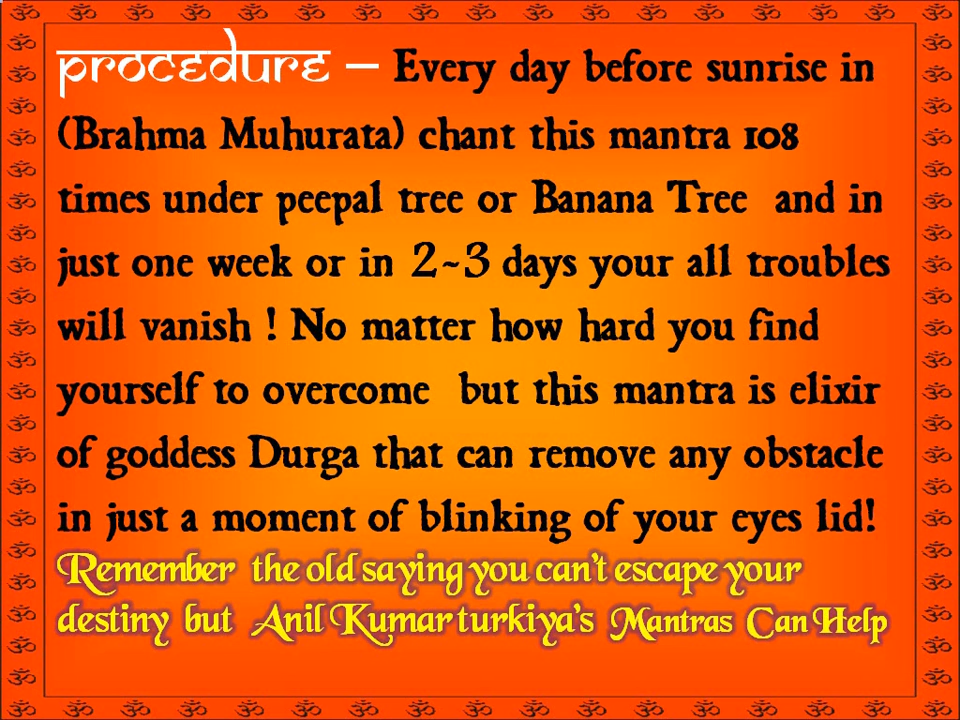 PROCEDURE – Every day before sunrise in
(Brahma Muhurata) chant this mantra 108
times under peepal tree or Banana Tree and in
just one week or in 2-3 days your all troubles
will vanish ! No matter how hard you find
yourself to overcome but this mantra is elixir
of goddess Durga that can remove any obstacle
in just a moment of blinking of your eyes lid!
Remember the old saying you can't escape your
destiny but Anil Kumar turkiya's Mantras Can Help